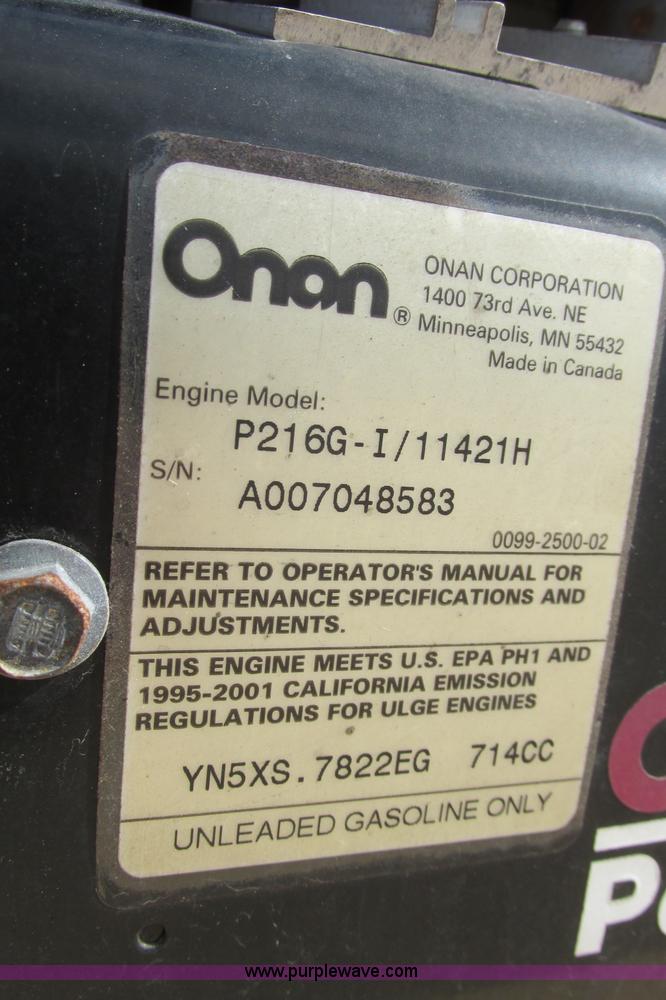 Onan ®
ONAN CORPORATION
1400 73rd Ave. NE
Minneapolis, MN 55432
Made in Canada
Engine Model:
P216G-I/11421H
S/N:
A007048583
0099-2500-02
REFER TO OPERATOR'S MANUAL FOR
MAINTENANCE SPECIFICATIONS AND
ADJUSTMENTS.
THIS ENGINE MEETS U.S. EPA PH1 AND
1995-2001 CALIFORNIA EMISSION
REGULATIONS FOR ULGE ENGINES
YN5XS.7822EG 714CC
UNLEADED GASOLINE ONLY
www.purplewave.com